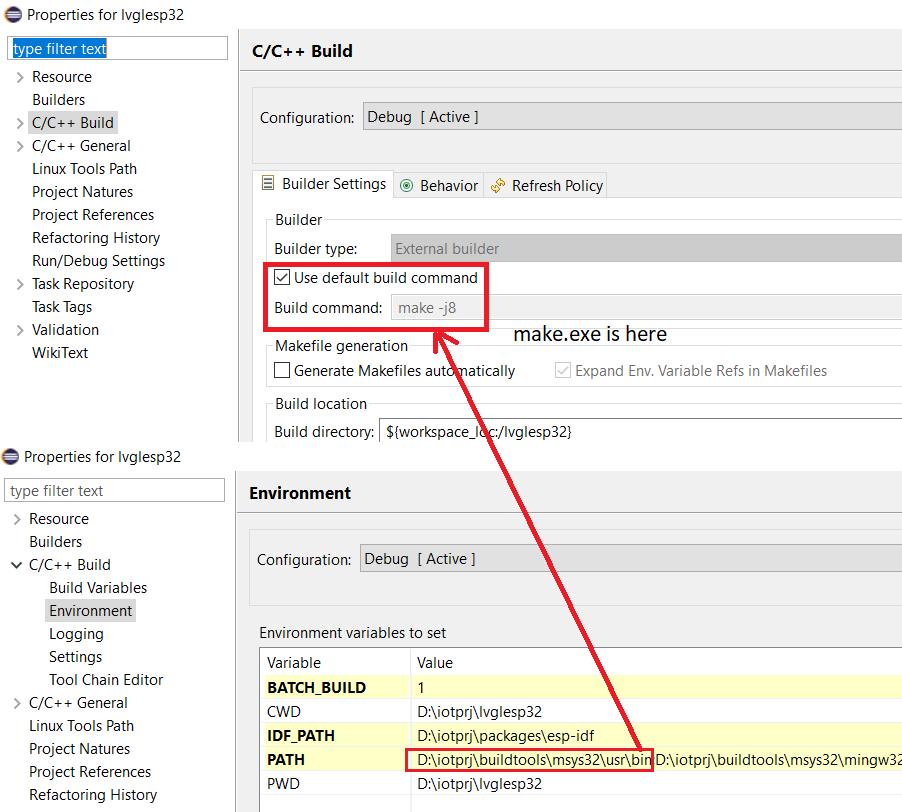 Properties for lvglesp32
type filter text
Resource
Builders
C/C++ Build
C/C++ General
Linux Tools Path
Project Natures
Project References
Refactoring History
Run/Debug Settings
Task Repository
Task Tags
Validation
WikiText
C/C++ Build
Configuration: Debug [ Active ]
Builder Settings Behavior Refresh Policy
Builder
Builder type: External builder
Use default build command
Build command: make -j8
make.exe is here
Makefile generation
Generate Makefiles automatically Expand Env. Variable Refs in Makefiles
Build location
Build directory: ${workspace_loc:/lvglesp32}
Properties for lvglesp32
type filter text
Resource
Builders
C/C++ Build
Build Variables
Environment
Logging
Settings
Tool Chain Editor
C/C++ General
Linux Tools Path
Project Natures
Project References
Refactoring History
Environment
Configuration: Debug [ Active ]
Environment variables to set
Variable Value
BATCH_BUILD 1
CWD D:\iotprj\lvglesp32
IDF_PATH D:\iotprj\packages\esp-idf
PATH D:\iotprj\buildtools\msys32\usr\bin;D:\iotprj\buildtools\msys32\mingw32
PWD D:\iotprj\lvglesp32